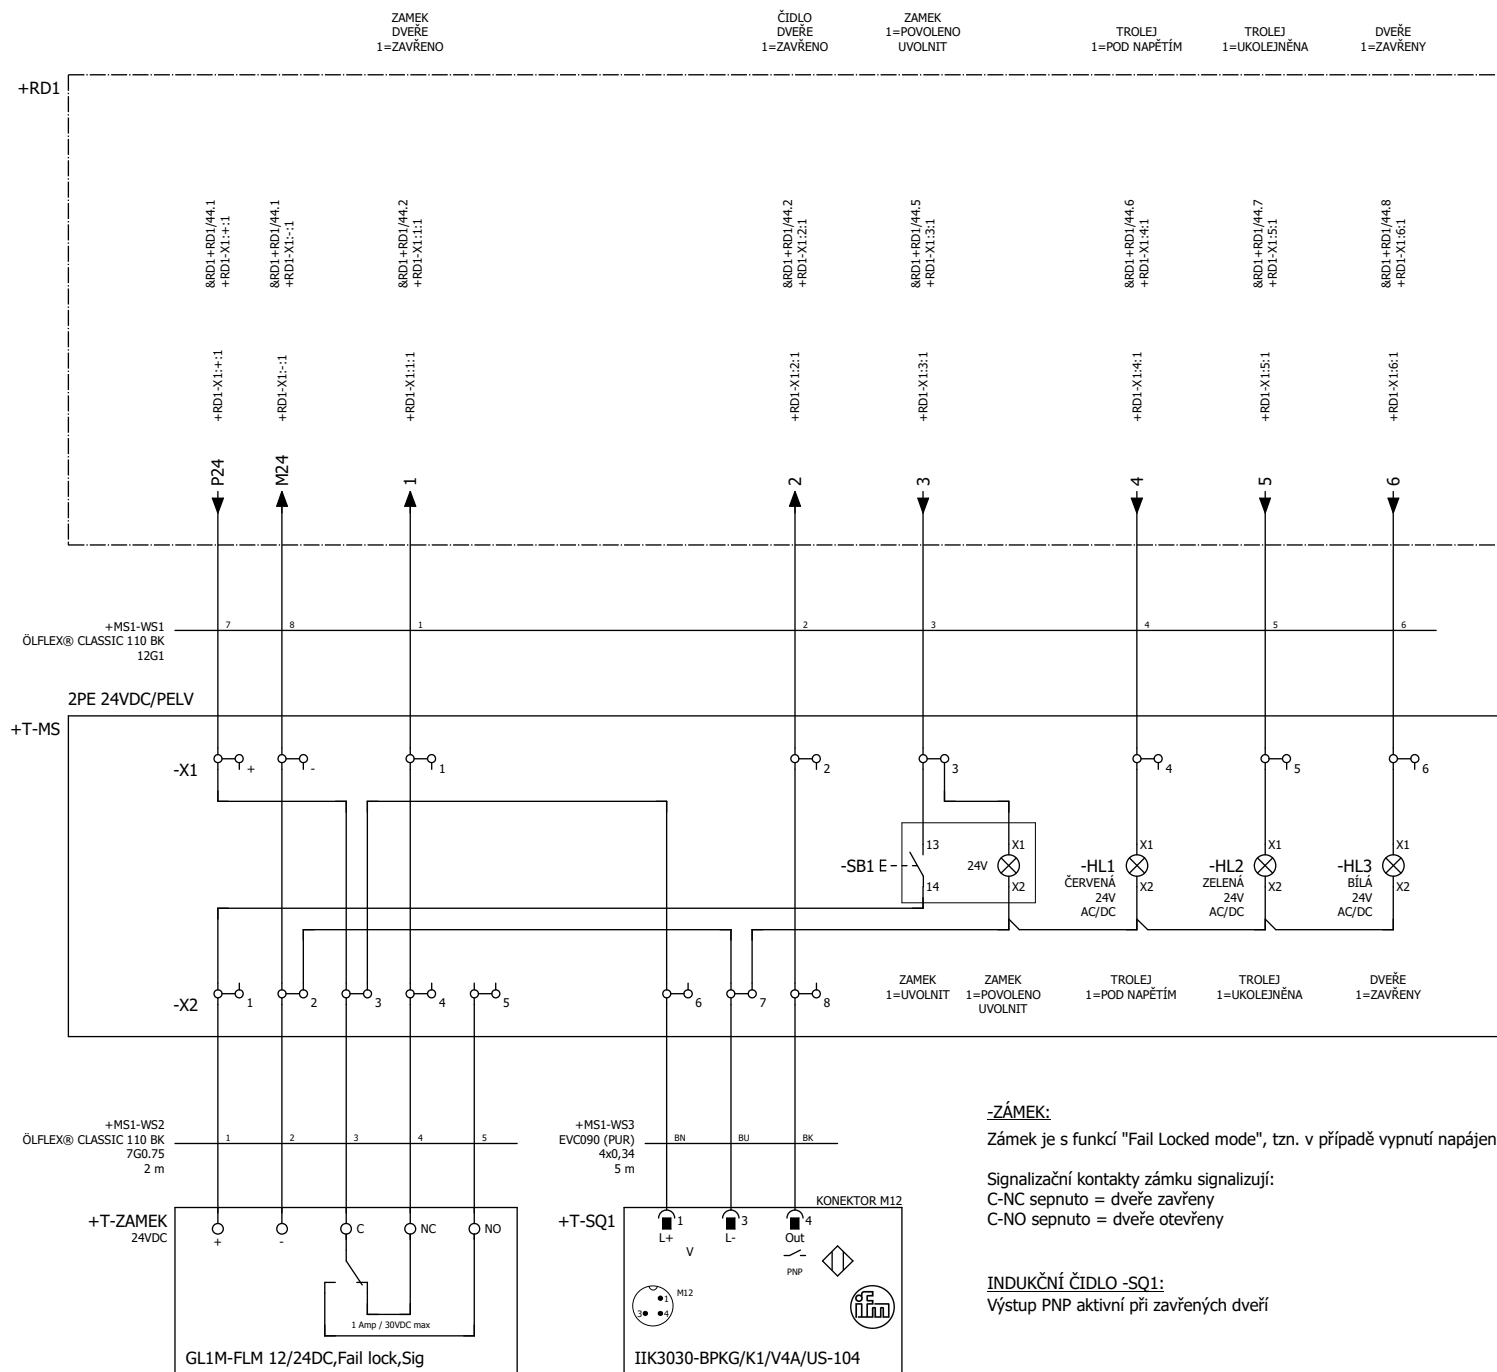 ZAMEK
DVEŘE
1=ZAVŘENO
ČIDLO
DVEŘE
1=ZAVŘENO
ZAMEK
1=POVOLENO
UVOLNIT
TROLEJ
1=POD NAPĚTÍM
TROLEJ
1=UKOLEJNĚNA
DVEŘE
1=ZAVŘENY
+RD1
&RD1+RD1/44.1
+RD1-X1:+:1
&RD1+RD1/44.1
+RD1-X1:-:1
&RD1+RD1/44.2
+RD1-X1:1:1
&RD1+RD1/44.2
+RD1-X1:2:1
&RD1+RD1/44.5
+RD1-X1:3:1
&RD1+RD1/44.6
+RD1-X1:4:1
&RD1+RD1/44.7
+RD1-X1:5:1
&RD1+RD1/44.8
+RD1-X1:6:1
+RD1-X1:+:1
+RD1-X1:-:1
+RD1-X1:1:1
+RD1-X1:2:1
+RD1-X1:3:1
+RD1-X1:4:1
+RD1-X1:5:1
+RD1-X1:6:1
P24
M24
1
2
3
4
5
6
+MS1-WS1
ÖLFLEX® CLASSIC 110 BK
12G1
7 8 1 2 3 4 5 6
2PE 24VDC/PELV
+T-MS
-X1
+ - 1 2 3 4 5 6
-SB1 E
13
14
24V
X1
X2
-HL1
ČERVENÁ
24V
AC/DC
X1
X2
-HL2
ZELENÁ
24V
AC/DC
X1
X2
-HL3
BÍLÁ
24V
AC/DC
X1
X2
ZAMEK
1=UVOLNIT
ZAMEK
1=POVOLENO
UVOLNIT
TROLEJ
1=POD NAPĚTÍM
TROLEJ
1=UKOLEJNĚNA
DVEŘE
1=ZAVŘENY
-X2
1 2 3 4 5 6 7 8
+MS1-WS2
ÖLFLEX® CLASSIC 110 BK
7G0.75
2 m
1 2 3 4 5
+MS1-WS3
EVC090 (PUR)
4x0,34
5 m
BN BU BK
-ZÁMEK:
Zámek je s funkcí "Fail Locked mode", tzn. v případě vypnutí napájen
Signalizační kontakty zámku signalizují:
C-NC sepnuto = dveře zavřeny
C-NO sepnuto = dveře otevřeny
INDUKČNÍ ČIDLO -SQ1:
Výstup PNP aktivní při zavřených dveří
+T-ZAMEK
24VDC
+ - C NC NO
1 Amp / 30VDC max
GL1M-FLM 12/24DC,Fail lock,Sig
+T-SQ1
KONEKTOR M12
1 3 4
L+ L- Out
V
PNP
M12
1
3 4
ifm
IIK3030-BPKG/K1/V4A/US-104